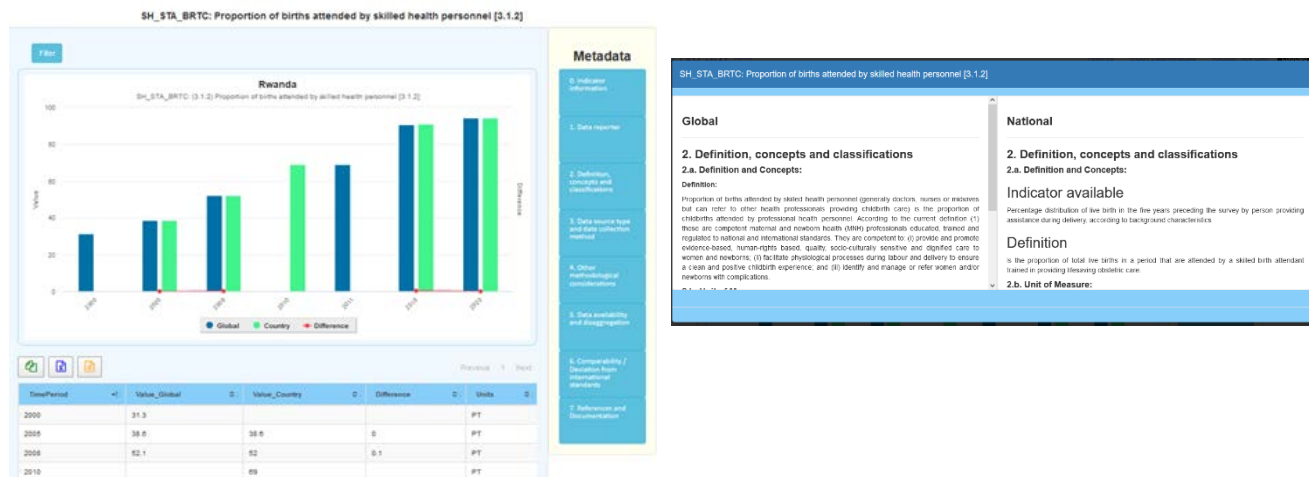 SH_STA_BRTC: Proportion of births attended by skilled health personnel [3.1.2]
Filter
Rwanda
SH_STA_BRTC: (3.1.2) Proportion of births attended by skilled health personnel [3.1.2]
100
80
60
40
20
0
Value
Difference
2000
2005
2008
2010
2011
2015
Global
Country
Difference
Previous
1
Next
TimePeriod
Value_Global
Value_Country
Difference
Units
2000 31.3 PT
2005 38.6 38.6 0 PT
2008 52.1 52 0.1 PT
2010 69 PT
Metadata
0. Indicator
information
1. Data reporter
2. Definition,
concepts and
classifications
3. Data source type
and data collection
method
4. Other
methodological
considerations
5. Data availability
and disaggregation
6. Comparability /
Deviation from
international
standards
7. References and
Documentation
SH_STA_BRTC: Proportion of births attended by skilled health personnel [3.1.2]
Global
2. Definition, concepts and classifications
2.a. Definition and Concepts:
Definition:
Proportion of births attended by skilled health personnel (generally doctors, nurses or midwives
but can refer to other health professionals providing childbirth care) is the proportion of
childbirths attended by professional health personnel. According to the current definition (1)
these are competent maternal and newborn health (MNH) professionals educated, trained and
regulated to national and international standards. They are competent to: (i) provide and promote
evidence-based, human-rights based, quality, socio-culturally sensitive and dignified care to
women and newborns; (ii) facilitate physiological processes during labour and delivery to ensure
a clean and positive childbirth experience; and (iii) identify and manage or refer women and/or
newborns with complications.
National
2. Definition, concepts and classifications
2.a. Definition and Concepts:
Indicator available
Percentage distribution of live birth in the five years preceding the survey by person providing
assistance during delivery, according to background characteristics
Definition
Is the proportion of total live births in a period that are attended by a skilled birth attendant
trained in providing lifesaving obstetric care.
2.b. Unit of Measure: